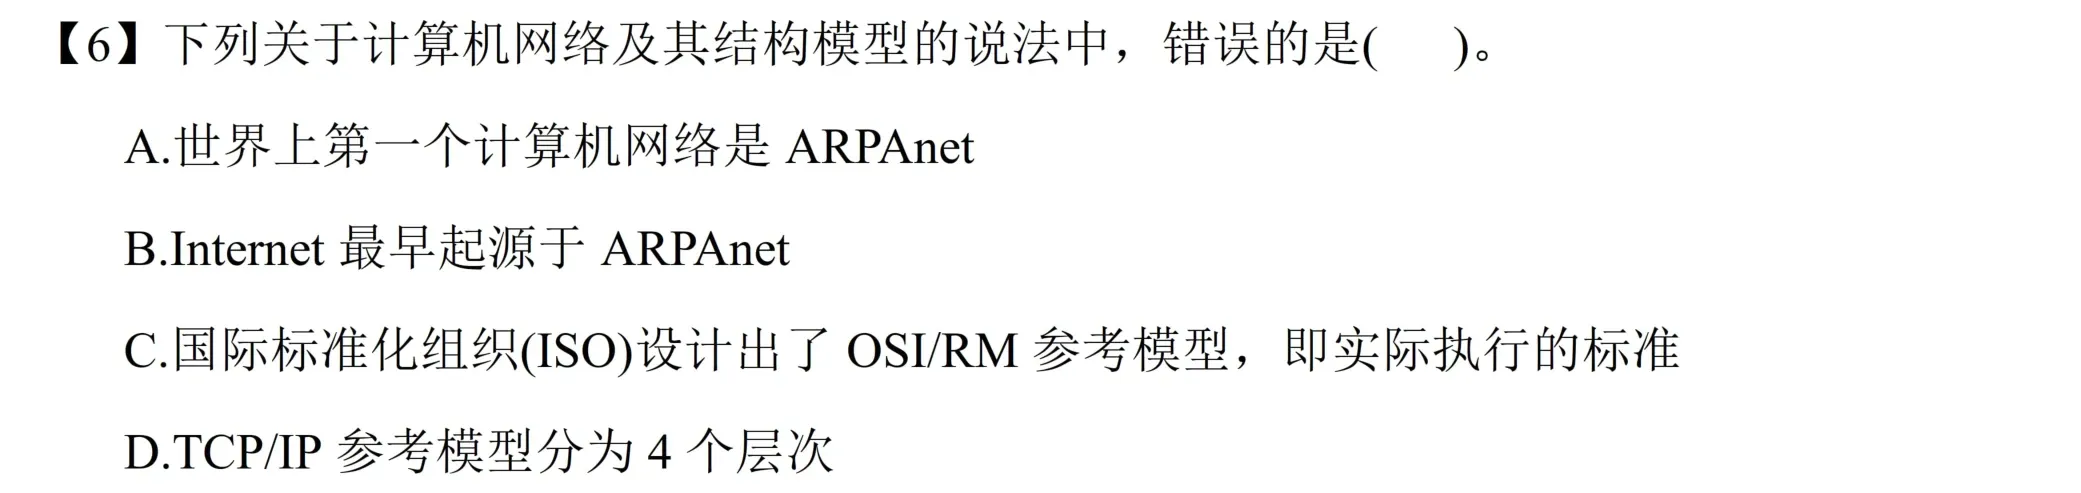 【6】下列关于计算机网络及其结构模型的说法中，错误的是(    )。
A.世界上第一个计算机网络是 ARPAnet
B.Internet 最早起源于 ARPAnet
C.国际标准化组织(ISO)设计出了 OSI/RM 参考模型，即实际执行的标准
D.TCP/IP 参考模型分为 4 个层次